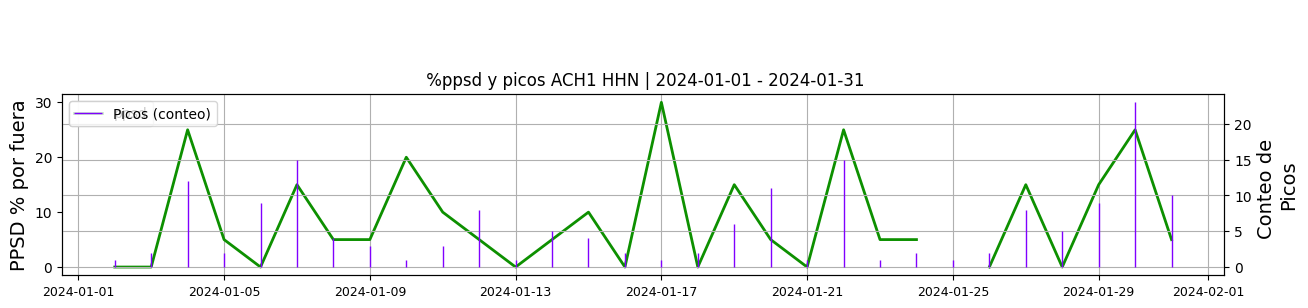 %ppsd y picos ACH1 HHN | 2024-01-01 - 2024-01-31
PPSD % por fuera
30
20
10
0
Picos (conteo)
20
15
10
5
0
Conteo de
Picos
2024-01-01 2024-01-05 2024-01-09 2024-01-13 2024-01-17 2024-01-21 2024-01-25 2024-01-29 2024-02-01